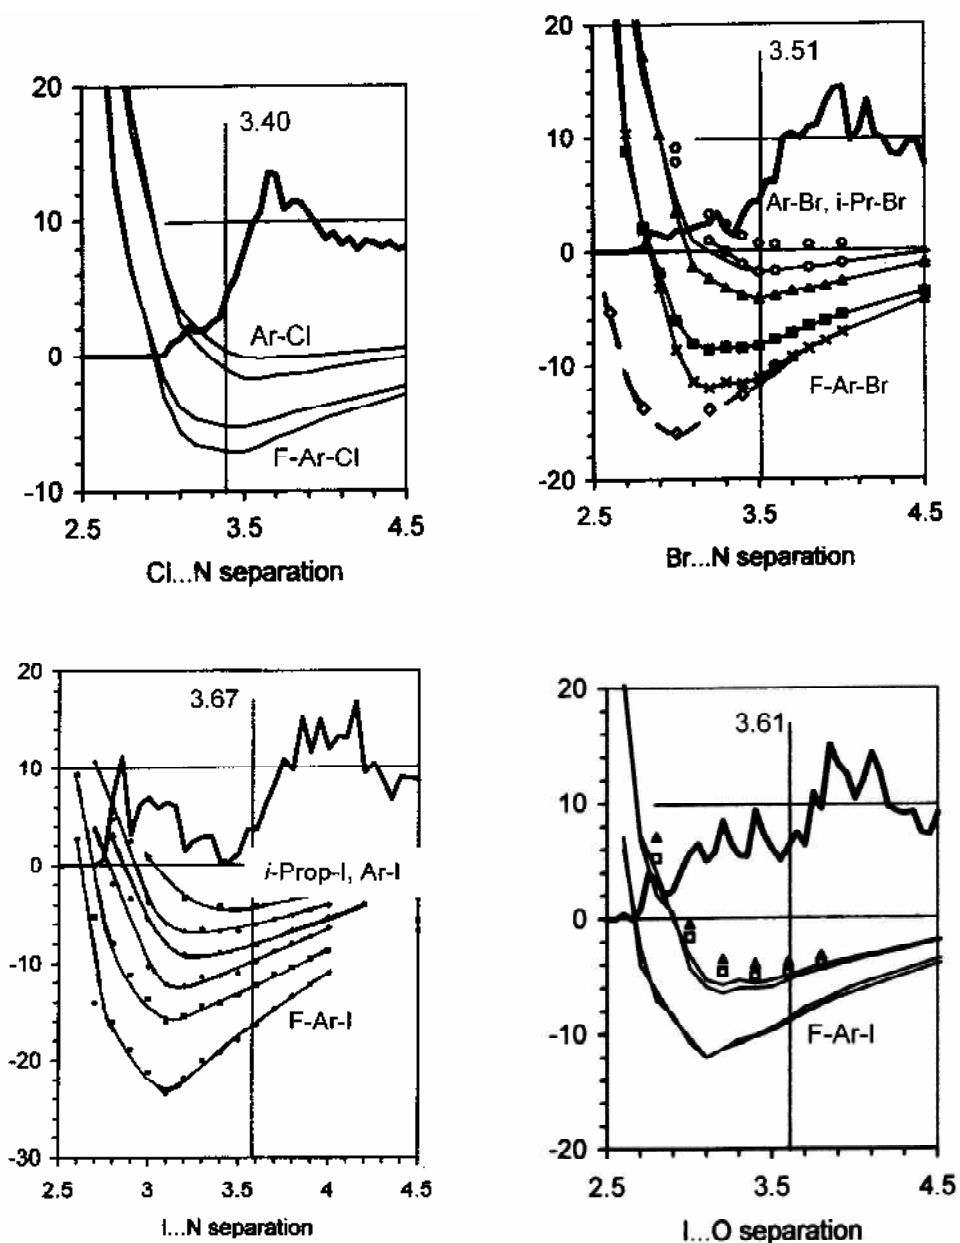 20
3.40
10
Ar-Cl
0
F-Ar-Cl
-10
2.5 3.5 4.5
Cl...N separation
20
3.51
10
Ar-Br, i-Pr-Br
0
-10
F-Ar-Br
-20
2.5 3.5 4.5
Br...N separation
20
3.67
10
0
i-Prop-I, Ar-I
-10
F-Ar-I
-20
-30
2.5 3 3.5 4 4.5
I...N separation
20
3.61
10
0
-10
F-Ar-I
-20
2.5 3.5 4.5
I...O separation